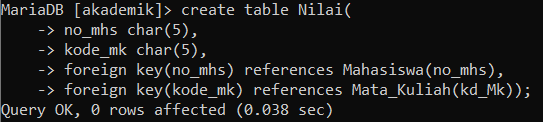 MariaDB [akademik]> create table Nilai(
    -> no_mhs char(5),
    -> kode_mk char(5),
    -> foreign key(no_mhs) references Mahasiswa(no_mhs),
    -> foreign key(kode_mk) references Mata_Kuliah(kd_Mk));
Query OK, 0 rows affected (0.038 sec)